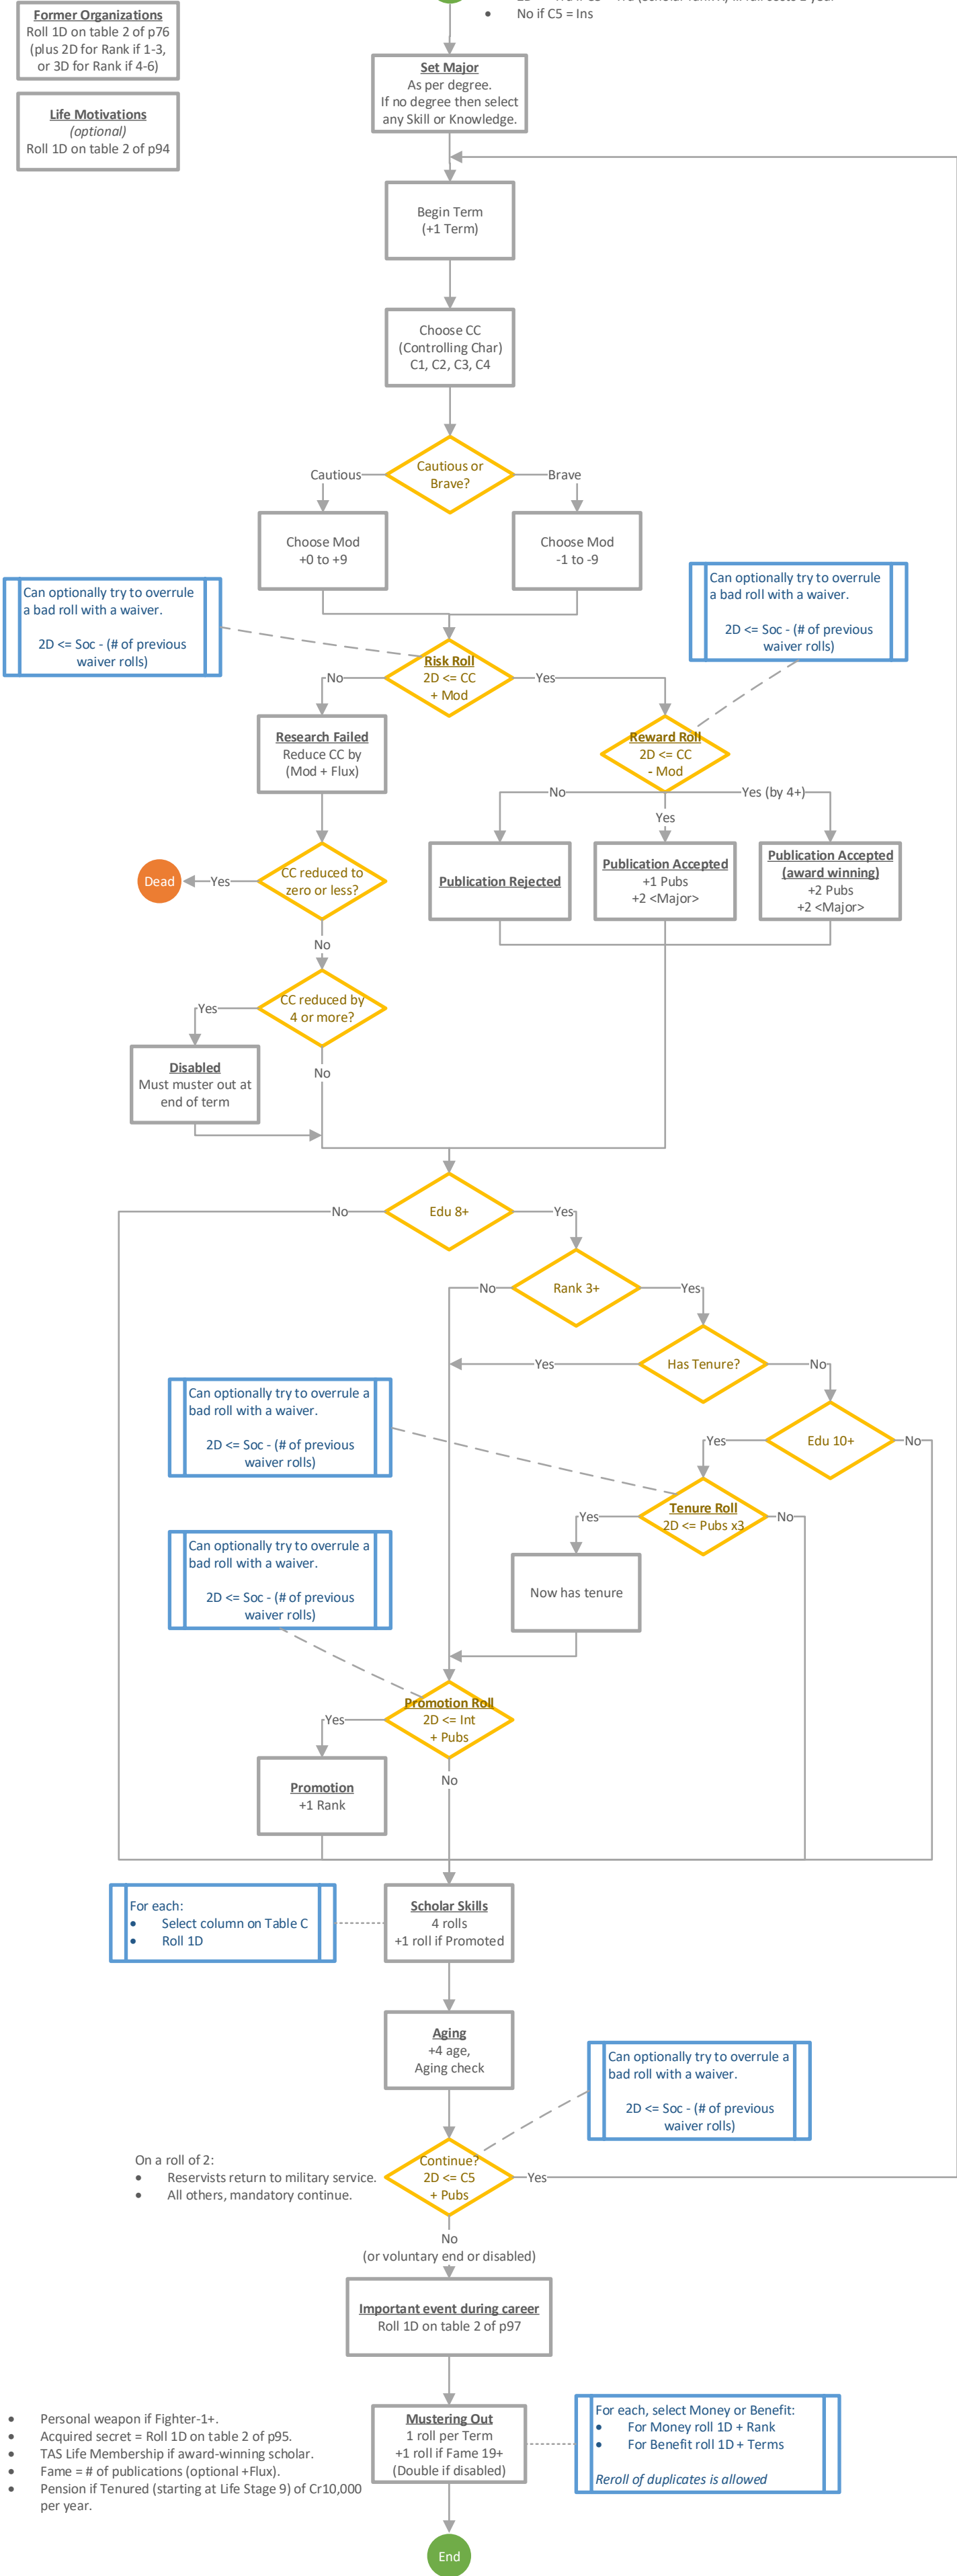 Former Organizations
Roll 1D on table 2 of p76
(plus 2D for Rank if 1-3,
or 3D for Rank if 4-6)
Life Motivations
(optional)
Roll 1D on table 2 of p94
• No if C5 = Ins
Set Major
As per degree.
If no degree then select
any Skill or Knowledge.
Begin Term
(+1 Term)
Choose CC
(Controlling Char)
C1, C2, C3, C4
Cautious or
Brave?
Cautious
Brave
Choose Mod
+0 to +9
Choose Mod
-1 to -9
Can optionally try to overrule
a bad roll with a waiver.
2D <= Soc - (# of previous
waiver rolls)
Can optionally try to overrule
a bad roll with a waiver.
2D <= Soc - (# of previous
waiver rolls)
Risk Roll
2D <= CC
+ Mod
No
Yes
Research Failed
Reduce CC by
(Mod + Flux)
Reward Roll
2D <= CC
- Mod
No
Yes
Yes (by 4+)
Publication Rejected
Publication Accepted
+1 Pubs
+2 <Major>
Publication Accepted
(award winning)
+2 Pubs
+2 <Major>
CC reduced to
zero or less?
Yes
Dead
No
CC reduced by
4 or more?
Yes
No
Disabled
Must muster out at
end of term
Edu 8+
No
Yes
Rank 3+
No
Yes
Has Tenure?
Yes
No
Can optionally try to overrule a
bad roll with a waiver.
2D <= Soc - (# of previous
waiver rolls)
Edu 10+
Yes
No
Tenure Roll
2D <= Pubs x3
Yes
No
Now has tenure
Can optionally try to overrule a
bad roll with a waiver.
2D <= Soc - (# of previous
waiver rolls)
Promotion Roll
2D <= Int
+ Pubs
Yes
No
Promotion
+1 Rank
For each:
• Select column on Table C
• Roll 1D
Scholar Skills
4 rolls
+1 roll if Promoted
Aging
+4 age,
Aging check
Can optionally try to overrule a
bad roll with a waiver.
2D <= Soc - (# of previous
waiver rolls)
On a roll of 2:
• Reservists return to military service.
• All others, mandatory continue.
Continue?
2D <= C5
+ Pubs
Yes
No
(or voluntary end or disabled)
Important event during career
Roll 1D on table 2 of p97
• Personal weapon if Fighter-1+.
• Acquired secret = Roll 1D on table 2 of p95.
• TAS Life Membership if award-winning scholar.
• Fame = # of publications (optional +Flux).
• Pension if Tenured (starting at Life Stage 9) of Cr10,000
per year.
Mustering Out
1 roll per Term
+1 roll if Fame 19+
(Double if disabled)
For each, select Money or Benefit:
• For Money roll 1D + Rank
• For Benefit roll 1D + Terms
Reroll of duplicates is allowed
End